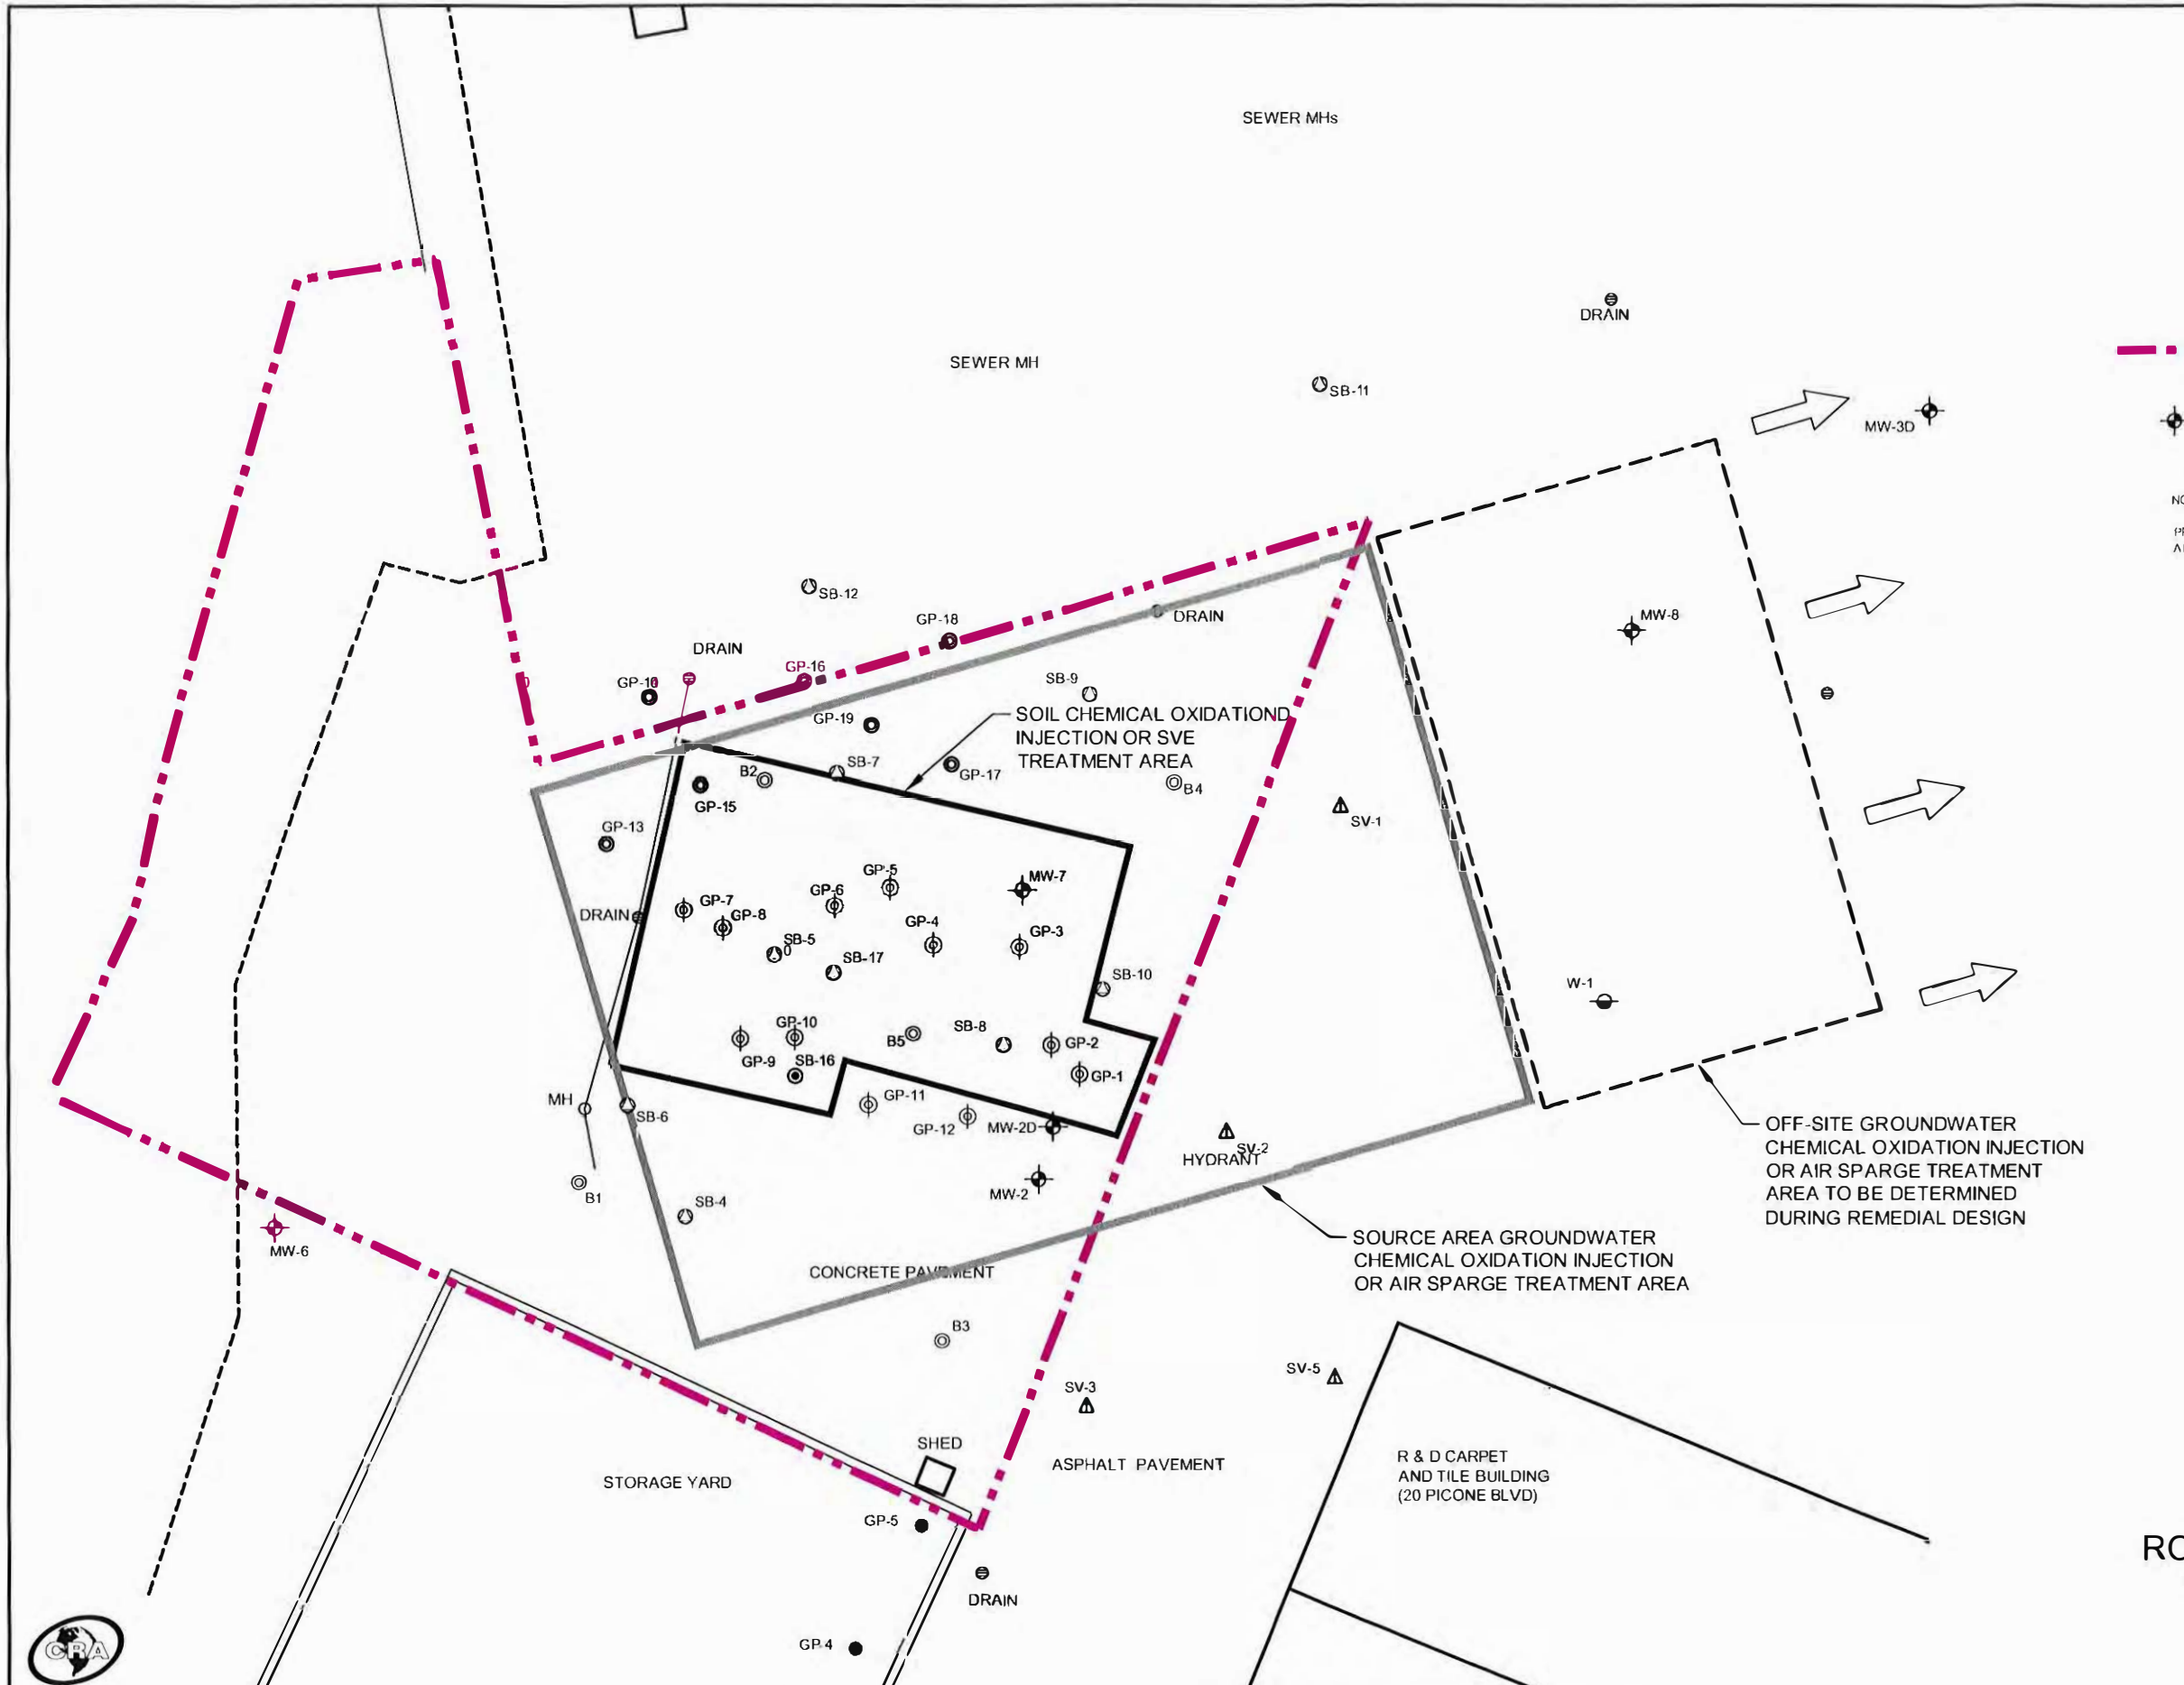 SEWER MHs
DRAIN
SEWER MH
SB-11
MW-3D
SB-12
GP-18
DRAIN
MW-8
DRAIN
GP-16
SB-9
GP-19
SOIL CHEMICAL OXIDATIOND
INJECTION OR SVE
TREATMENT AREA
SB-7
B2
GP-17
B4
GP-15
SV-1
GP-13
GP-5
MW-7
GP-6
GP-7
GP-8
DRAIN
GP-4
GP-3
SB-5
SB-17
SB-10
W-1
GP-10
B5
SB-8
GP-2
GP-9
SB-16
GP-1
MH
GP-11
SB-6
GP-12
MW-2D
SV-2
HYDRANT
OFF-SITE GROUNDWATER
CHEMICAL OXIDATION INJECTION
OR AIR SPARGE TREATMENT
AREA TO BE DETERMINED
DURING REMEDIAL DESIGN
B1
SB-4
MW-2
MW-6
SOURCE AREA GROUNDWATER
CHEMICAL OXIDATION INJECTION
OR AIR SPARGE TREATMENT AREA
CONCRETE PAVEMENT
B3
SV-5
SV-3
SHED
R & D CARPET
AND TILE BUILDING
(20 PICONE BLVD)
ASPHALT PAVEMENT
STORAGE YARD
GP-5
RO
DRAIN
GP-4
CRA